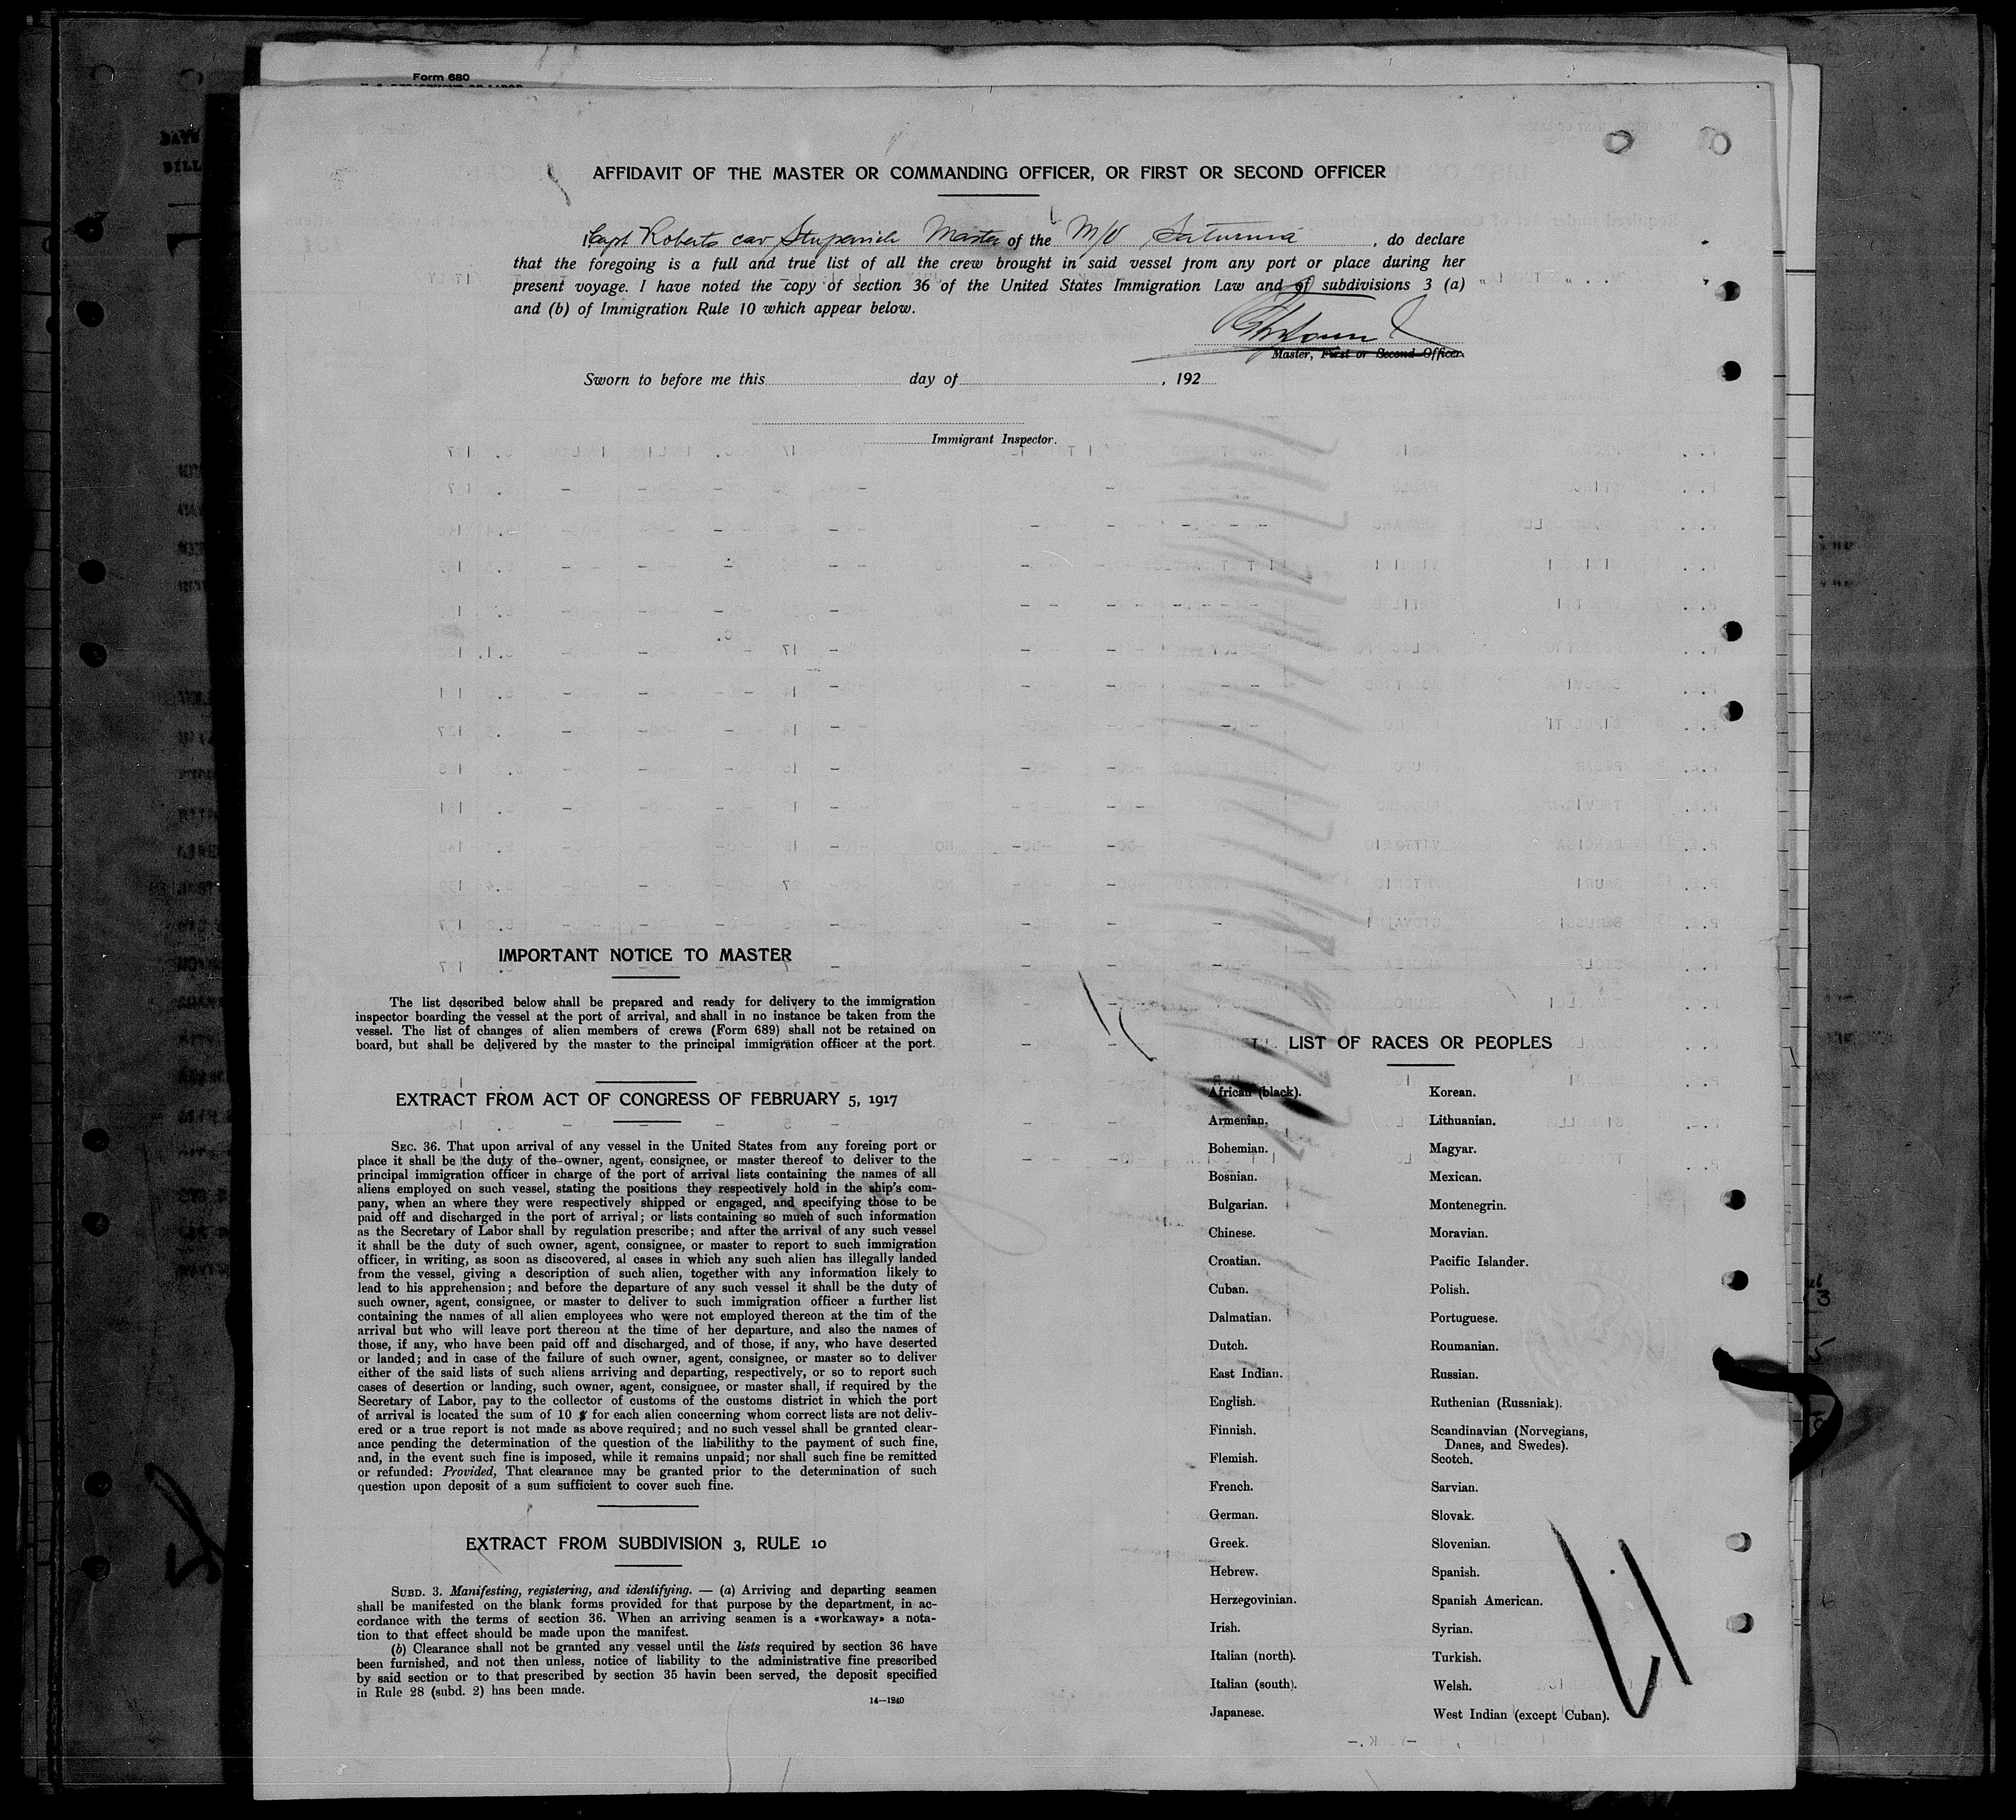 Form 680
AFFIDAVIT OF THE MASTER OR COMMANDING OFFICER, OR FIRST OR SECOND OFFICER
I, Capt Roberto cav Stuparich Master of the M/V Saturnia, do declare
that the foregoing is a full and true list of all the crew brought in said vessel from any port or place during her
present voyage. I have noted the copy of section 36 of the United States Immigration Law and of subdivisions 3 (a)
and (b) of Immigration Rule 10 which appear below.
Master, First or Second Officer.
Sworn to before me this day of , 192
Immigrant Inspector.
IMPORTANT NOTICE TO MASTER
The list described below shall be prepared and ready for delivery to the immigration
inspector boarding the vessel at the port of arrival, and shall in no instance be taken from the
vessel. The list of changes of alien members of crews (Form 689) shall not be retained on
board, but shall be delivered by the master to the principal immigration officer at the port.
EXTRACT FROM ACT OF CONGRESS OF FEBRUARY 5, 1917
SEC. 36. That upon arrival of any vessel in the United States from any foreing port or
place it shall be the duty of the owner, agent, consignee, or master thereof to deliver to the
principal immigration officer in charge of the port of arrival lists containing the names of all
aliens employed on such vessel, stating the positions they respectively hold in the ship's com-
pany, when an where they were respectively shipped or engaged, and specifying those to be
paid off and discharged in the port of arrival; or lists containing so much of such information
as the Secretary of Labor shall by regulation prescribe; and after the arrival of any such vessel
it shall be the duty of such owner, agent, consignee, or master to report to such immigration
officer, in writing, as soon as discovered, al cases in which any such alien has illegally landed
from the vessel, giving a description of such alien, together with any information likely to
lead to his apprehension; and before the departure of any such vessel it shall be the duty of
such owner, agent, consignee, or master to deliver to such immigration officer a further list
containing the names of all alien employees who were not employed thereon at the tim of the
arrival but who will leave port thereon at the time of her departure, and also the names of
those, if any, who have been paid off and discharged, and of those, if any, who have deserted
or landed; and in case of the failure of such owner, agent, consignee, or master so to deliver
either of the said lists of such aliens arriving and departing, respectively, or so to report such
cases of desertion or landing, such owner, agent, consignee, or master shall, if required by the
Secretary of Labor, pay to the collector of customs of the customs district in which the port
of arrival is located the sum of 10 $ for each alien concerning whom correct lists are not deliv-
ered or a true report is not made as above required; and no such vessel shall be granted clear-
ance pending the determination of the question of the liabilithy to the payment of such fine,
and, in the event such fine is imposed, while it remains unpaid; nor shall such fine be remitted
or refunded: Provided, That clearance may be granted prior to the determination of such
question upon deposit of a sum sufficient to cover such fine.
EXTRACT FROM SUBDIVISION 3, RULE 10
SUBD. 3. Manifesting, registering, and identifying. — (a) Arriving and departing seamen
shall be manifested on the blank forms provided for that purpose by the department, in ac-
cordance with the terms of section 36. When an arriving seamen is a «workaway» a nota-
tion to that effect should be made upon the manifest.
(b) Clearance shall not be granted any vessel until the lists required by section 36 have
been furnished, and not then unless, notice of liability to the administrative fine prescribed
by said section or to that prescribed by section 35 havin been served, the deposit specified
in Rule 28 (subd. 2) has been made.
14—1240
LIST OF RACES OR PEOPLES
African (black).
Armenian.
Bohemian.
Bosnian.
Bulgarian.
Chinese.
Croatian.
Cuban.
Dalmatian.
Dutch.
East Indian.
English.
Finnish.
Flemish.
French.
German.
Greek.
Hebrew.
Herzegovinian.
Irish.
Italian (north).
Italian (south).
Japanese.
Korean.
Lithuanian.
Magyar.
Mexican.
Montenegrin.
Moravian.
Pacific Islander.
Polish.
Portuguese.
Roumanian.
Russian.
Ruthenian (Russniak).
Scandinavian (Norvegians,
Danes, and Swedes).
Scotch.
Sarvian.
Slovak.
Slovenian.
Spanish.
Spanish American.
Syrian.
Turkish.
Welsh.
West Indian (except Cuban).